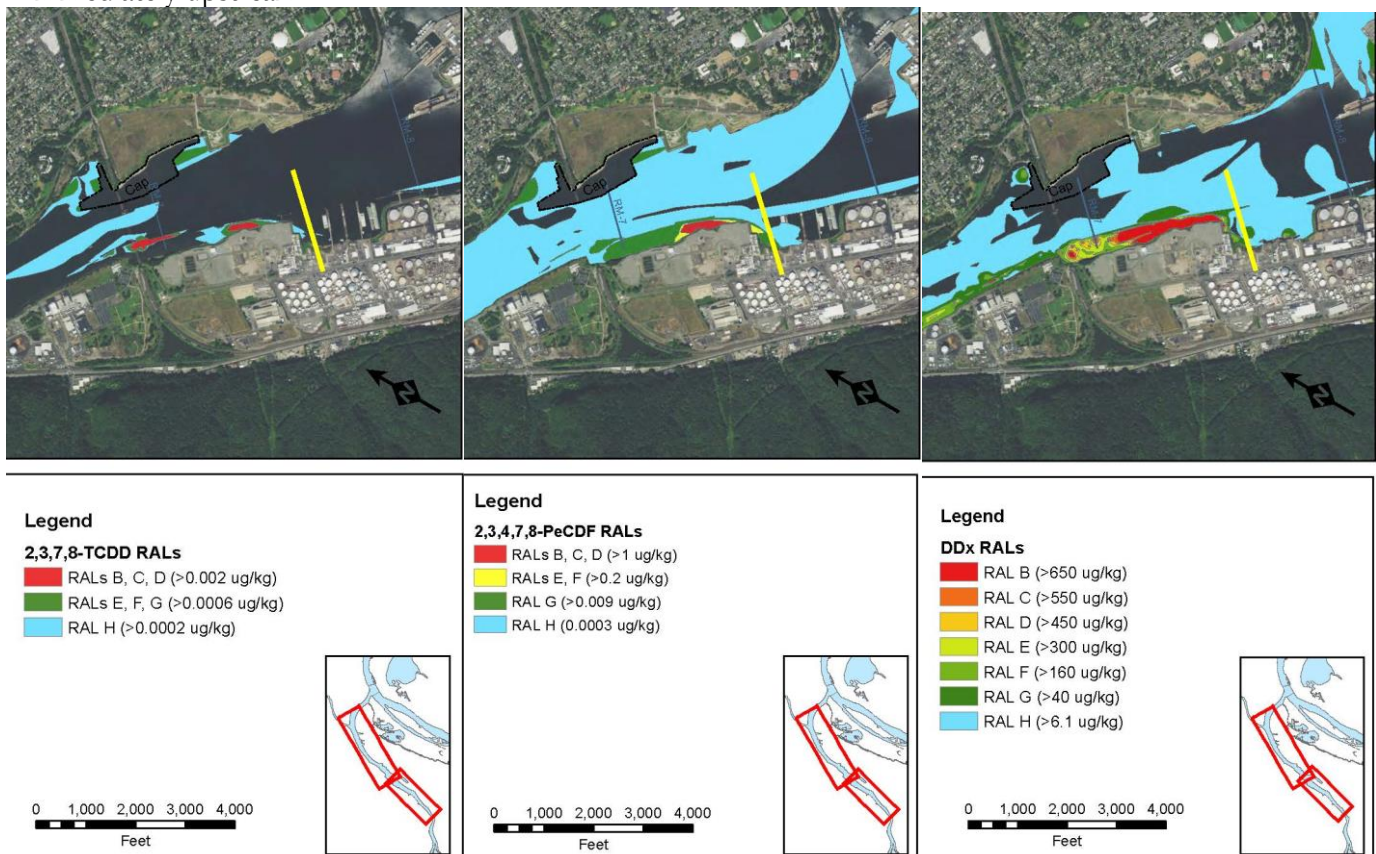 Cap
RM-8
N
Cap
RM-7
N
Cap
RM-7
N
Legend
2,3,7,8-TCDD RALs
RALs B, C, D (>0.002 ug/kg)
RALs E, F, G (>0.0006 ug/kg)
RAL H (>0.0002 ug/kg)
0 1,000 2,000 3,000 4,000
Feet
Legend
2,3,4,7,8-PeCDF RALs
RALs B, C, D (>1 ug/kg)
RALs E, F (>0.2 ug/kg)
RAL G (>0.009 ug/kg)
RAL H (0.0003 ug/kg)
0 1,000 2,000 3,000 4,000
Feet
Legend
DDx RALs
RAL B (>650 ug/kg)
RAL C (>550 ug/kg)
RAL D (>450 ug/kg)
RAL E (>300 ug/kg)
RAL F (>160 ug/kg)
RAL G (>40 ug/kg)
RAL H (>6.1 ug/kg)
0 1,000 2,000 3,000 4,000
Feet